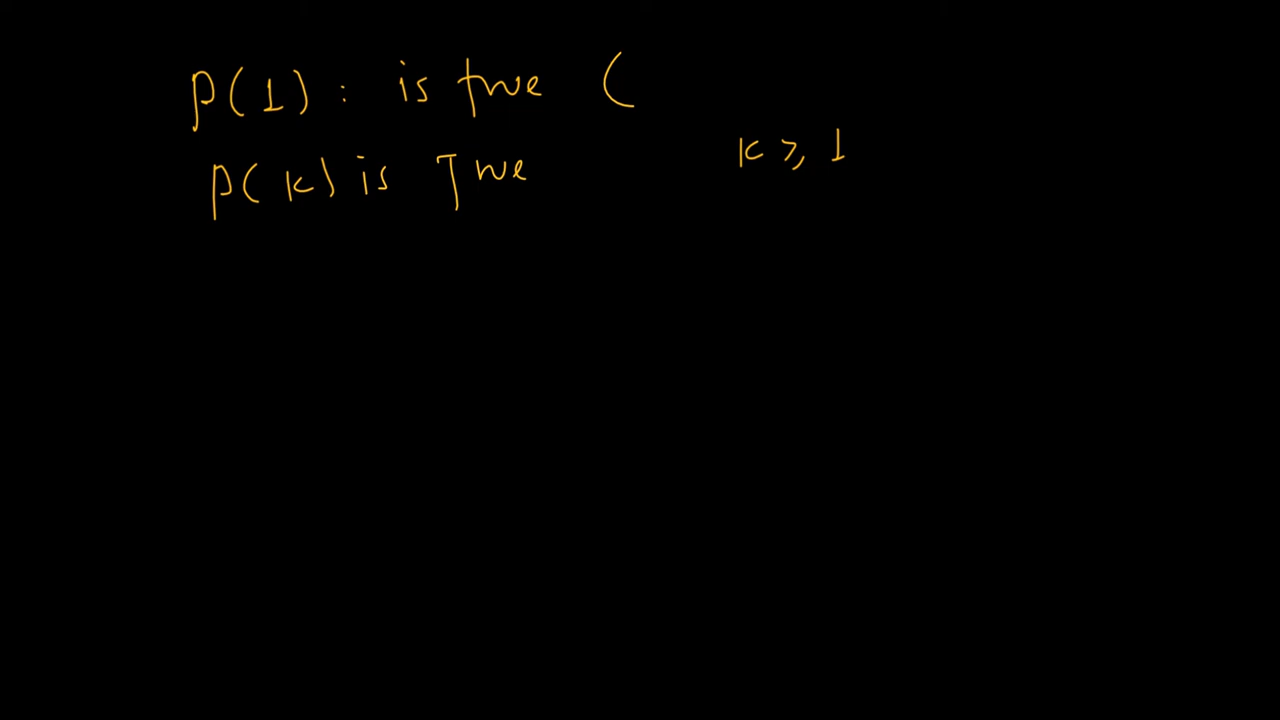 P(1): is true (
P(k) is True
k ⩾ 1